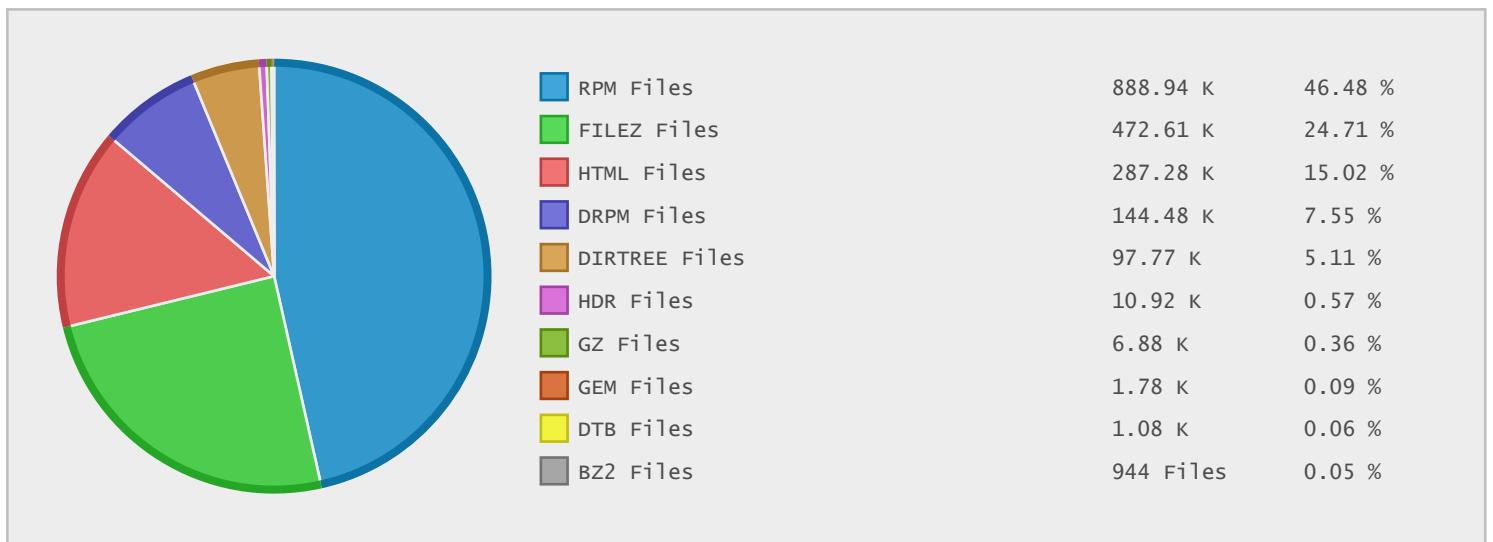 RPM Files 888.94 K 46.48 %
FILEZ Files 472.61 K 24.71 %
HTML Files 287.28 K 15.02 %
DRPM Files 144.48 K 7.55 %
DIRTREE Files 97.77 K 5.11 %
HDR Files 10.92 K 0.57 %
GZ Files 6.88 K 0.36 %
GEM Files 1.78 K 0.09 %
DTB Files 1.08 K 0.06 %
BZ2 Files 944 Files 0.05 %